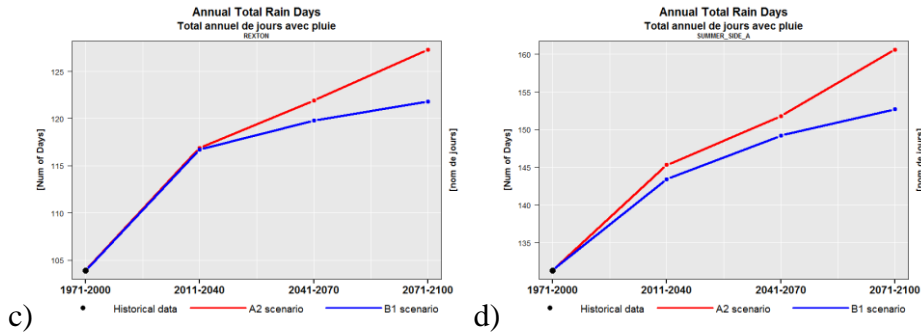 Annual Total Rain Days
Total annuel de jours avec pluie
REXTON
[Num of Days]
125
120
115
110
105
[nom de jours]
1971-2000 2011-2040 2041-2070 2071-2100
Historical data A2 scenario B1 scenario
c)
Annual Total Rain Days
Total annuel de jours avec pluie
SUMMER_SIDE_A
[Num of Days]
160
155
150
145
140
135
[nom de jours]
1971-2000 2011-2040 2041-2070 2071-2100
Historical data A2 scenario B1 scenario
d)